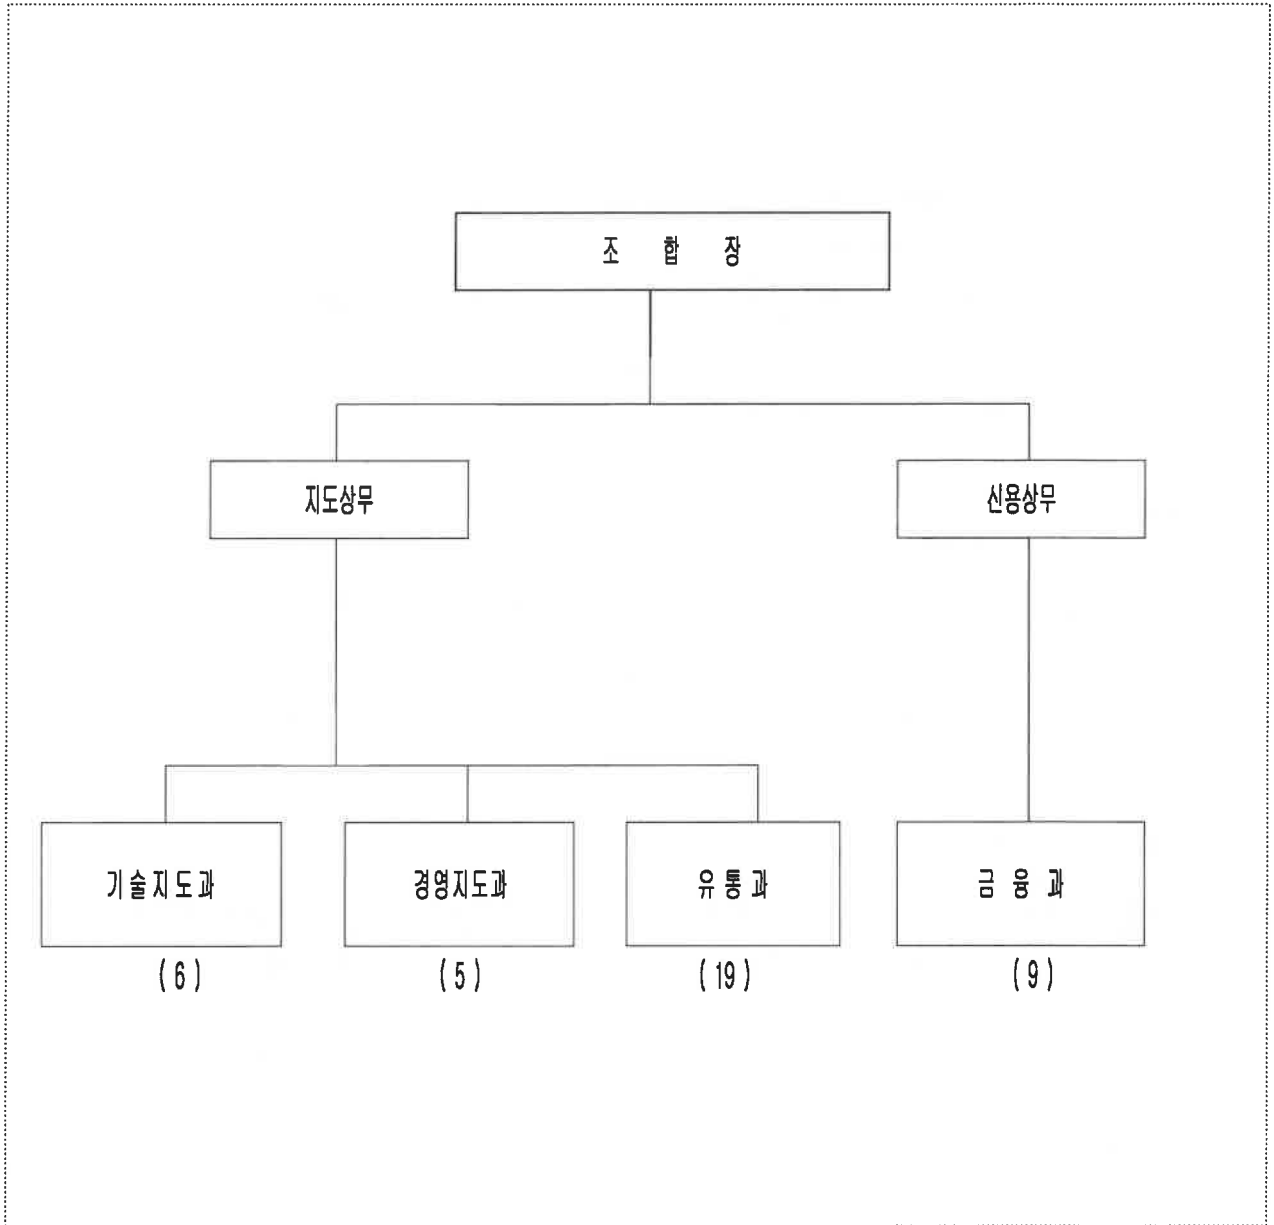 조 합 장
지도상무 신용상무
기술지도과 경영지도과 유통과 금융과
(6) (5) (19) (9)